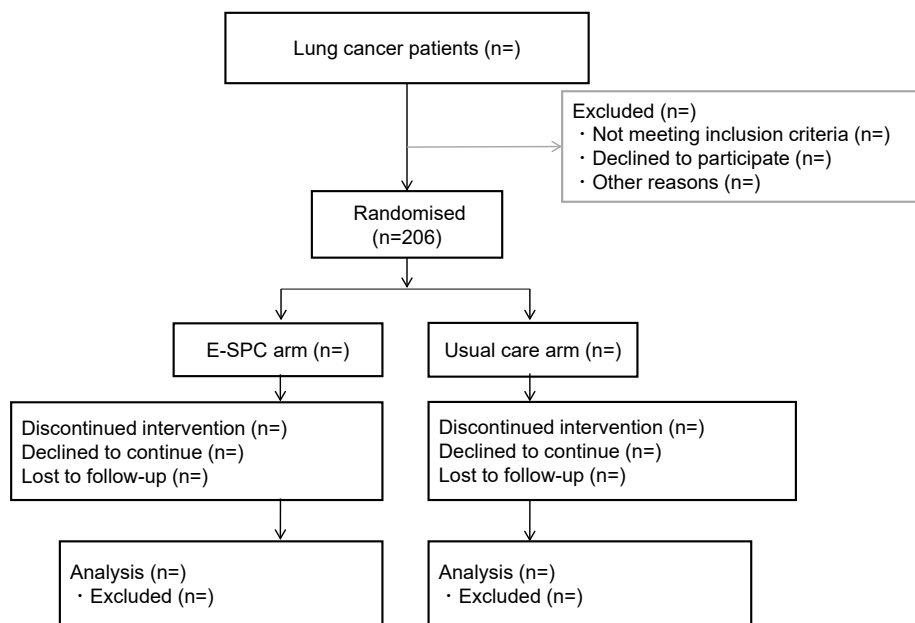 Lung cancer patients (n=)
Excluded (n=)
・Not meeting inclusion criteria (n=)
・Declined to participate (n=)
・Other reasons (n=)
Randomised
(n=206)
E-SPC arm (n=)
Usual care arm (n=)
Discontinued intervention (n=)
Declined to continue (n=)
Lost to follow-up (n=)
Discontinued intervention (n=)
Declined to continue (n=)
Lost to follow-up (n=)
Analysis (n=)
・Excluded (n=)
Analysis (n=)
・Excluded (n=)